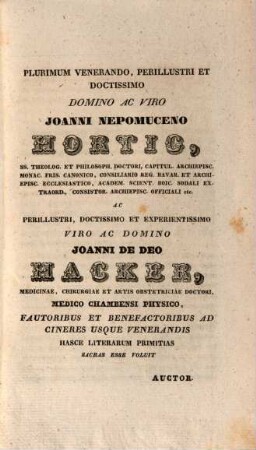 PLURIMUM VENERANDO, PERILLUSTRI ET
DOCTISSIMO
DOMINO AC VIRO
JOANNI NEPOMUCENO
HORTIG,
SS. THEOLOG. ET PHILOSOPH. DOCTORI, CAPITUL. ARCHIEPISC.
MONAC. FRIS. CANONICO, CONSILIARIO REG. BAVAR. ET ARCHI-
EPISC. ECCLESIASTICO, ACADEM. SCIENT. BOIC. SODALI EX-
TRAORD., CONSISTOR. ARCHIEPISC. OFFICIALI etc.
AC
PERILLUSTRI, DOCTISSIMO ET EXPERIENTISSIMO
VIRO AC DOMINO
JOANNI DE DEO
HACKER,
MEDICINAE, CHIRURGIAE ET ARTIS OBSTETRICIAE DOCTORI,
MEDICO CHAMBENSI PHYSICO,
FAUTORIBUS ET BENEFACTORIBUS AD
CINERES USQUE VENERANDIS
HASCE LITERARUM PRIMITIAS
SACRAS ESSE VOLUIT
AUCTOR.